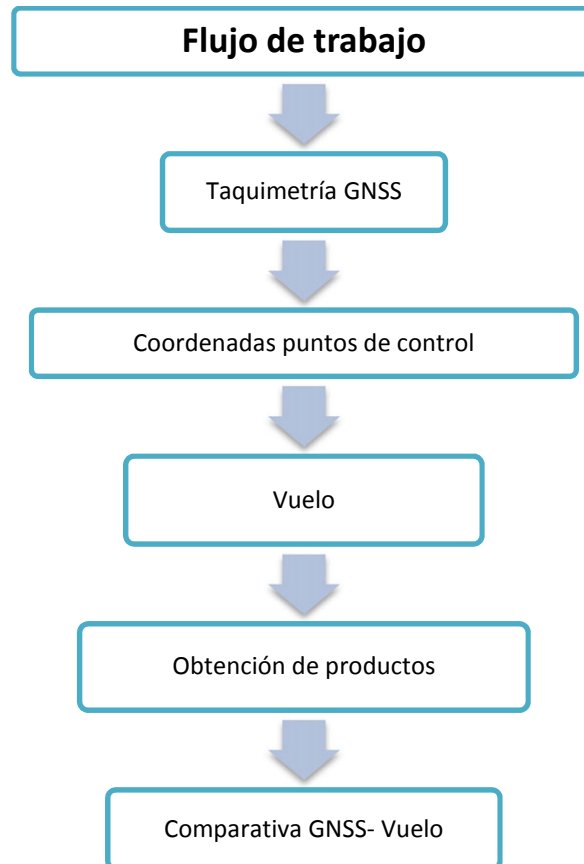 Flujo de trabajo
Taquimetría GNSS
Coordenadas puntos de control
Vuelo
Obtención de productos
Comparativa GNSS- Vuelo